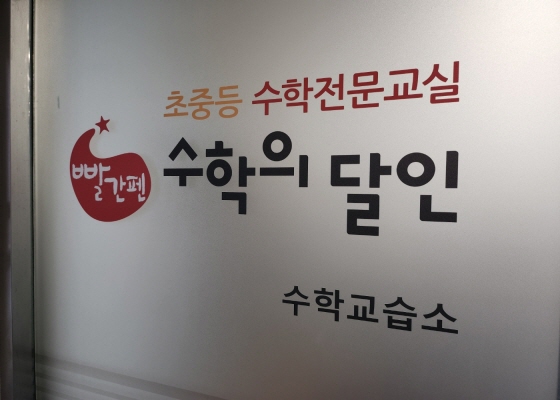 초중등 수학전문교실
빨간펜
수학의 달인
수학교습소